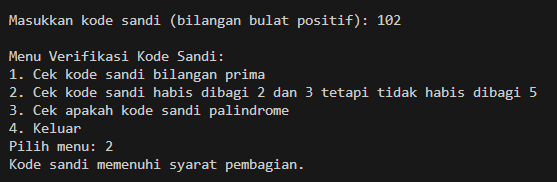 Masukkan kode sandi (bilangan bulat positif): 102
Menu Verifikasi Kode Sandi:
1. Cek kode sandi bilangan prima
2. Cek kode sandi habis dibagi 2 dan 3 tetapi tidak habis dibagi 5
3. Cek apakah kode sandi palindrome
4. Keluar
Pilih menu: 2
Kode sandi memenuhi syarat pembagian.